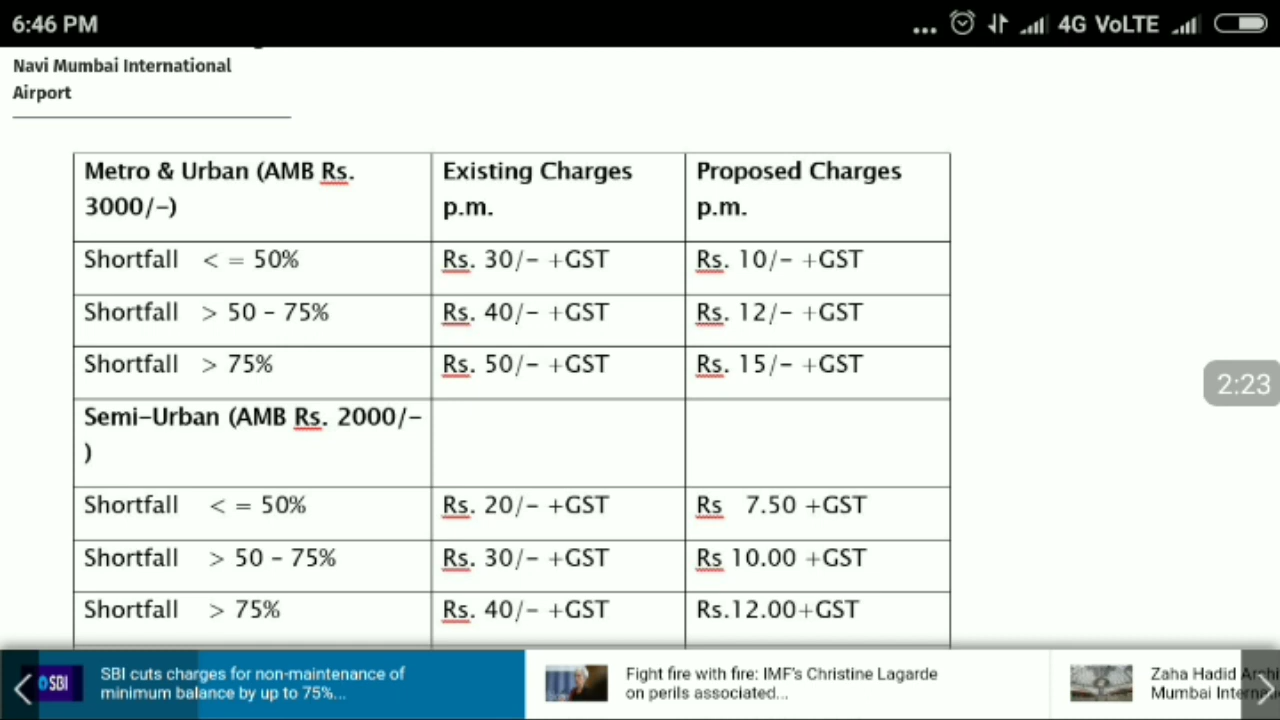 6:46 PM
... 4G VoLTE
Navi Mumbai International
Airport
Metro & Urban (AMB Rs. 3000/-) Existing Charges p.m. Proposed Charges p.m.
Shortfall < = 50% Rs. 30/- +GST Rs. 10/- +GST
Shortfall > 50 - 75% Rs. 40/- +GST Rs. 12/- +GST
Shortfall > 75% Rs. 50/- +GST Rs. 15/- +GST
Semi-Urban (AMB Rs. 2000/-
)
Shortfall < = 50% Rs. 20/- +GST Rs 7.50 +GST
Shortfall > 50 - 75% Rs. 30/- +GST Rs 10.00 +GST
Shortfall > 75% Rs. 40/- +GST Rs.12.00+GST
2:23
SBI
SBI cuts charges for non-maintenance of
minimum balance by up to 75%...
Fight fire with fire: IMF's Christine Lagarde
on perils associated...
Zaha Hadid
Mumbai